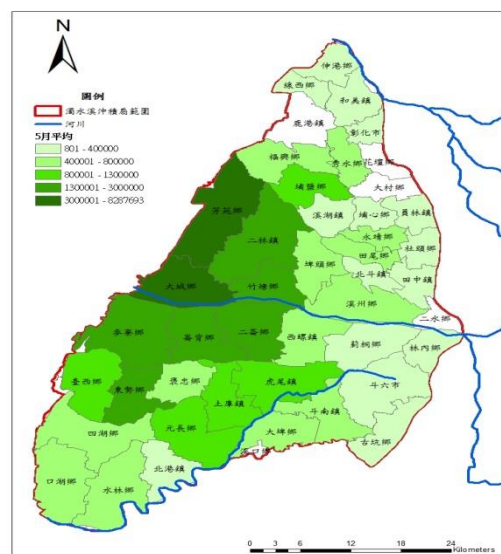 N
圖例
濁水溪沖積扇範圍
河川
5月平均
801 - 400000
400001 - 800000
800001 - 1300000
1300001 - 3000000
3000001 - 8287693
伸港鄉
線西鄉
和美鎮
鹿港鎮
彰化市
福興鄉
秀水鄉
花壇鄉
埔鹽鄉
大村鄉
芳苑鄉
溪湖鎮
埔心鄉
員林鎮
二林鎮
永靖鄉
社頭鄉
埤頭鄉
田尾鄉
北斗鎮
田中鎮
大城鄉
竹塘鄉
溪州鄉
二水鄉
麥寮鄉
崙背鄉
二崙鄉
西螺鎮
莿桐鄉
林內鄉
臺西鄉
東勢鄉
褒忠鄉
虎尾鎮
斗六市
土庫鎮
斗南鎮
四湖鄉
元長鄉
大埤鄉
古坑鄉
北港鎮
溪口鄉
口湖鄉
水林鄉
0 3 6 12 18 24
Kilometers